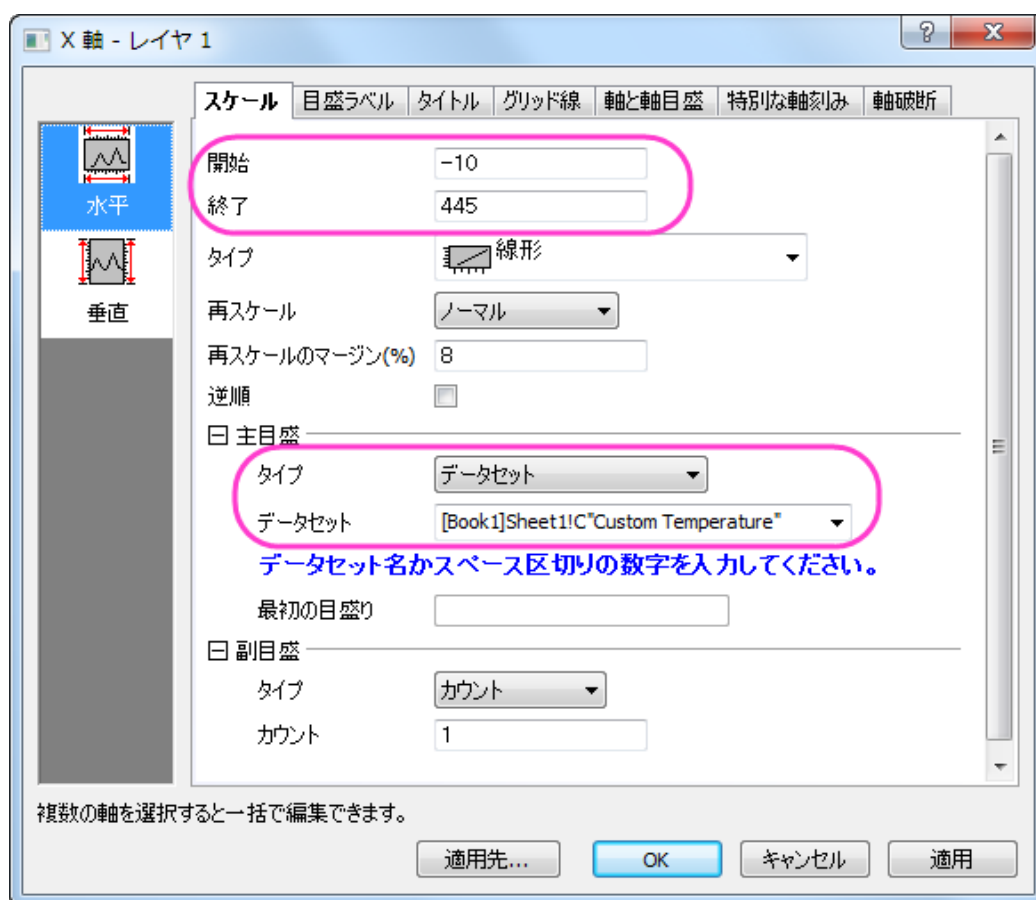 X 軸 - レイヤ 1
スケール 目盛ラベル タイトル グリッド線 軸と軸目盛 特別な軸刻み 軸破断
水平
垂直
開始 -10
終了 445
タイプ 線形
再スケール ノーマル
再スケールのマージン(%) 8
逆順
主目盛
タイプ データセット
データセット [Book1]Sheet1!C"Custom Temperature"
データセット名かスペース区切りの数字を入力してください。
最初の目盛り
副目盛
タイプ カウント
カウント 1
複数の軸を選択すると一括で編集できます。
適用先... OK キャンセル 適用